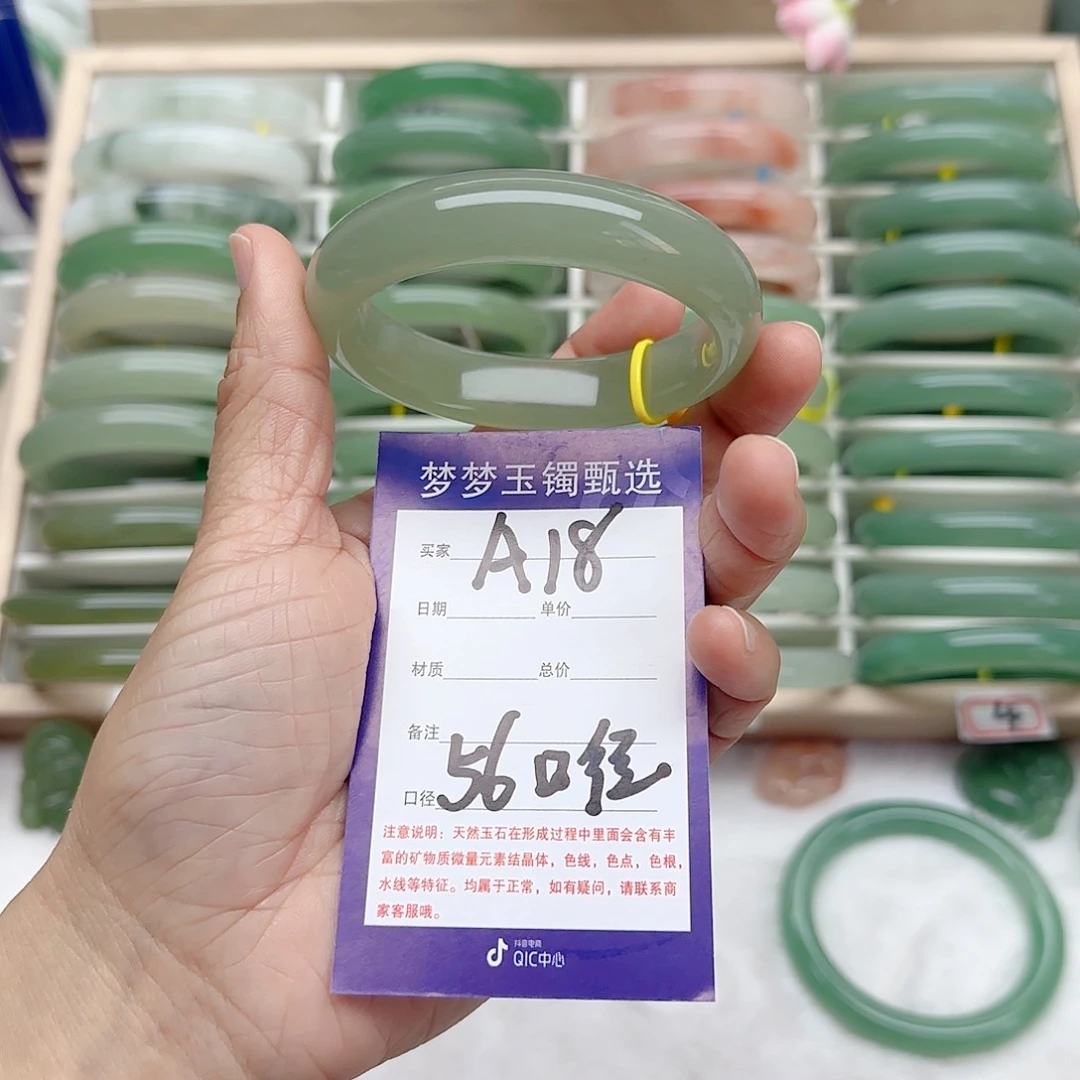 梦梦玉镯甄选
买家 A18
日期 单价
材质 总价
备注
口径 56口径
注意说明：天然玉石在形成过程中里面会含有丰
富的矿物质微量元素结晶体，色线，色点，色根，
水线等特征。均属于正常，如有疑问，请联系商
家客服哦。
抖音电商
QIC中心